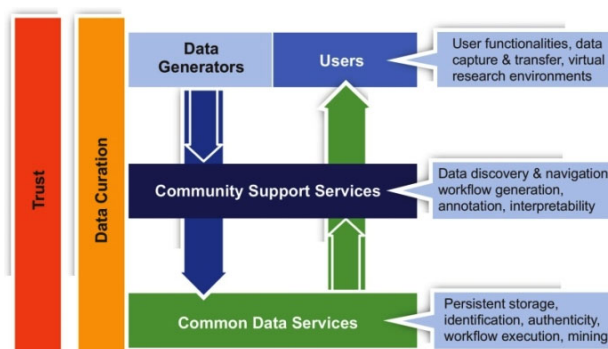 Trust
Data Curation
Data
Generators
Users
User functionalities, data
capture & transfer, virtual
research environments
Community Support Services
Data discovery & navigation
workflow generation,
annotation, interpretability
Common Data Services
Persistent storage,
identification, authenticity,
workflow execution, mining